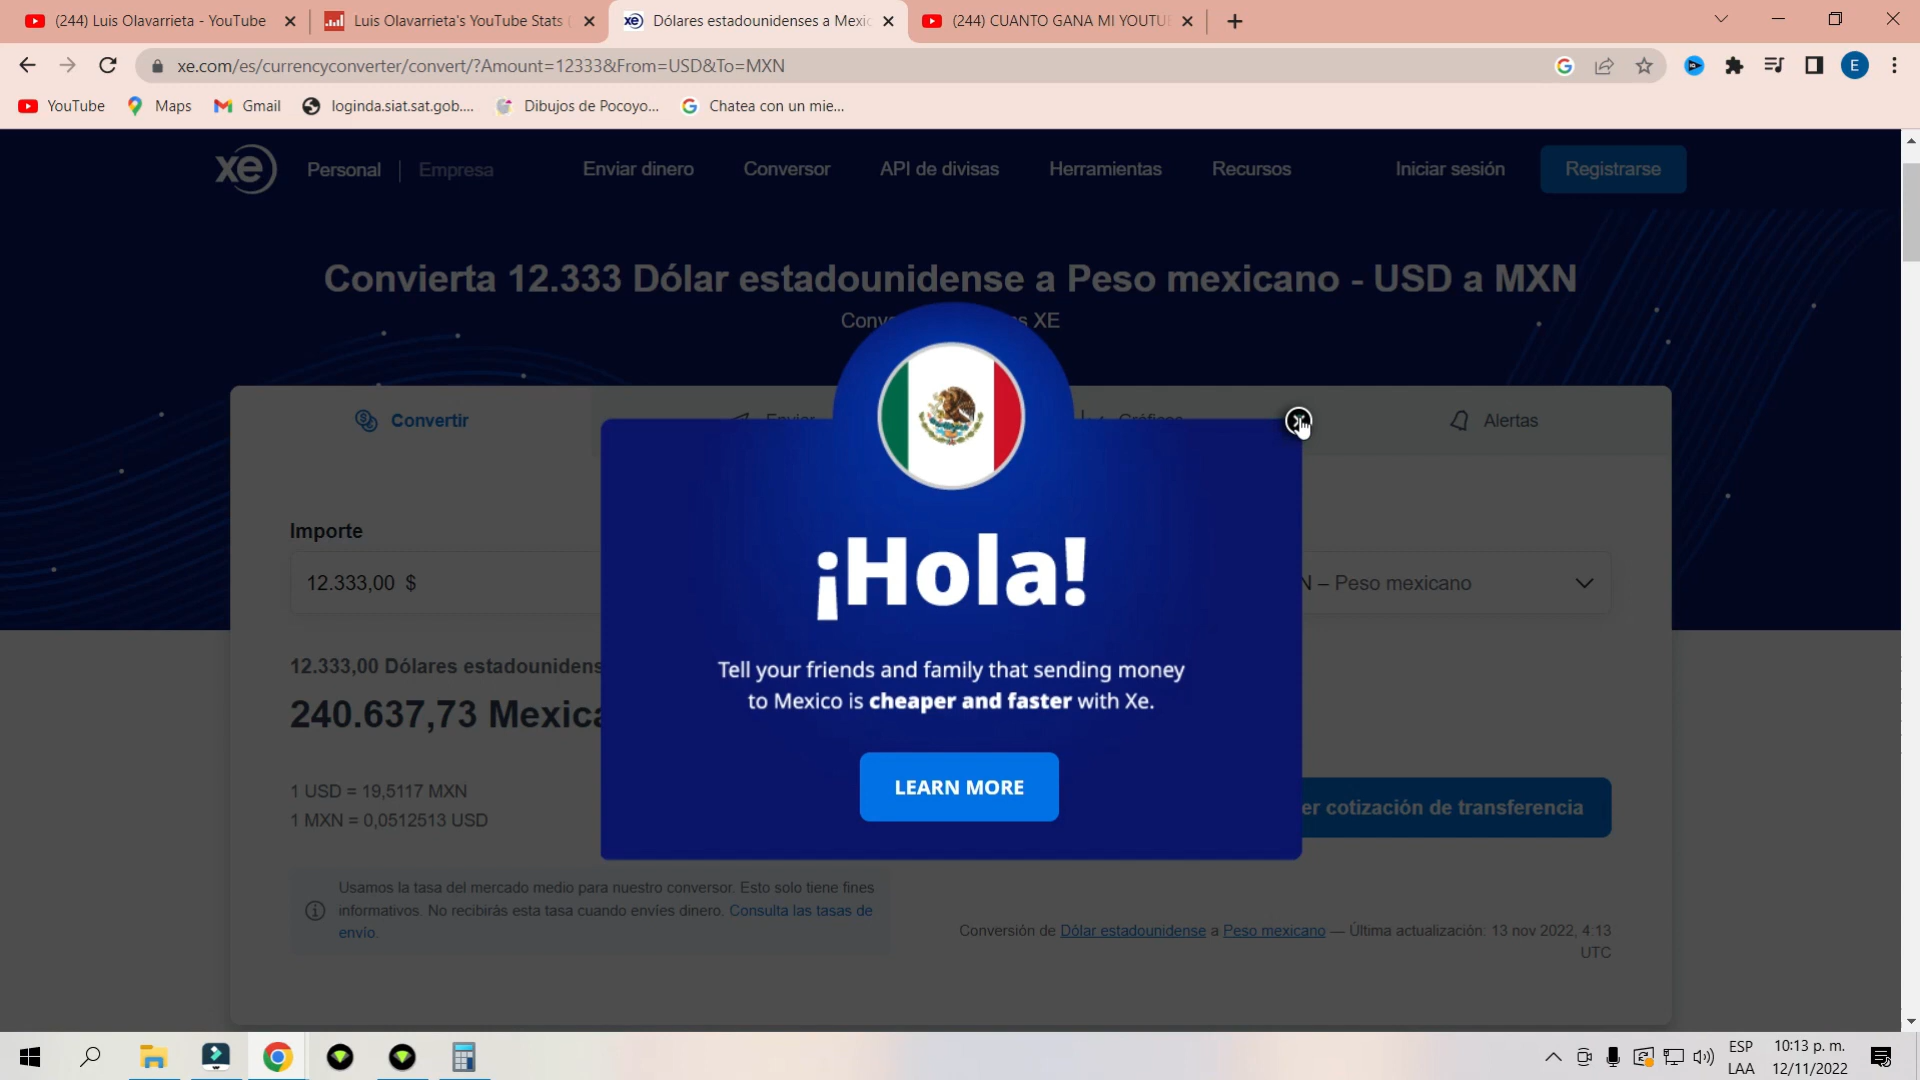 (244) Luis Olavarrieta - YouTube
Luis Olavarrieta's YouTube Stats
Dólares estadounidenses a Mexic
(244) CUANTO GANA MI YOUTU
xe.com/es/currencyconverter/convert/?Amount=12333&From=USD&To=MXN
E
YouTube
Maps
Gmail
loginda.siat.sat.gob....
Dibujos de Pocoyo...
Chatea con un mie...
xe
Personal
Empresa
Enviar dinero
Conversor
API de divisas
Herramientas
Recursos
Iniciar sesión
Registrarse
Convierta 12.333 Dólar estadounidense a Peso mexicano - USD a MXN
XE
Convertir
Alertas
Importe
12.333,00 $
– Peso mexicano
12.333,00 Dólares estadounidens
240.637,73 Mexica
1 USD = 19,5117 MXN
1 MXN = 0,0512513 USD
er cotización de transferencia
¡Hola!
Tell your friends and family that sending money
to Mexico is cheaper and faster with Xe.
LEARN MORE
Usamos la tasa del mercado medio para nuestro conversor. Esto solo tiene fines
informativos. No recibirás esta tasa cuando envíes dinero. Consulta las tasas de
envío.
Conversión de Dólar estadounidense a Peso mexicano — Última actualización: 13 nov 2022, 4:13
UTC
ESP
LAA
10:13 p. m.
12/11/2022